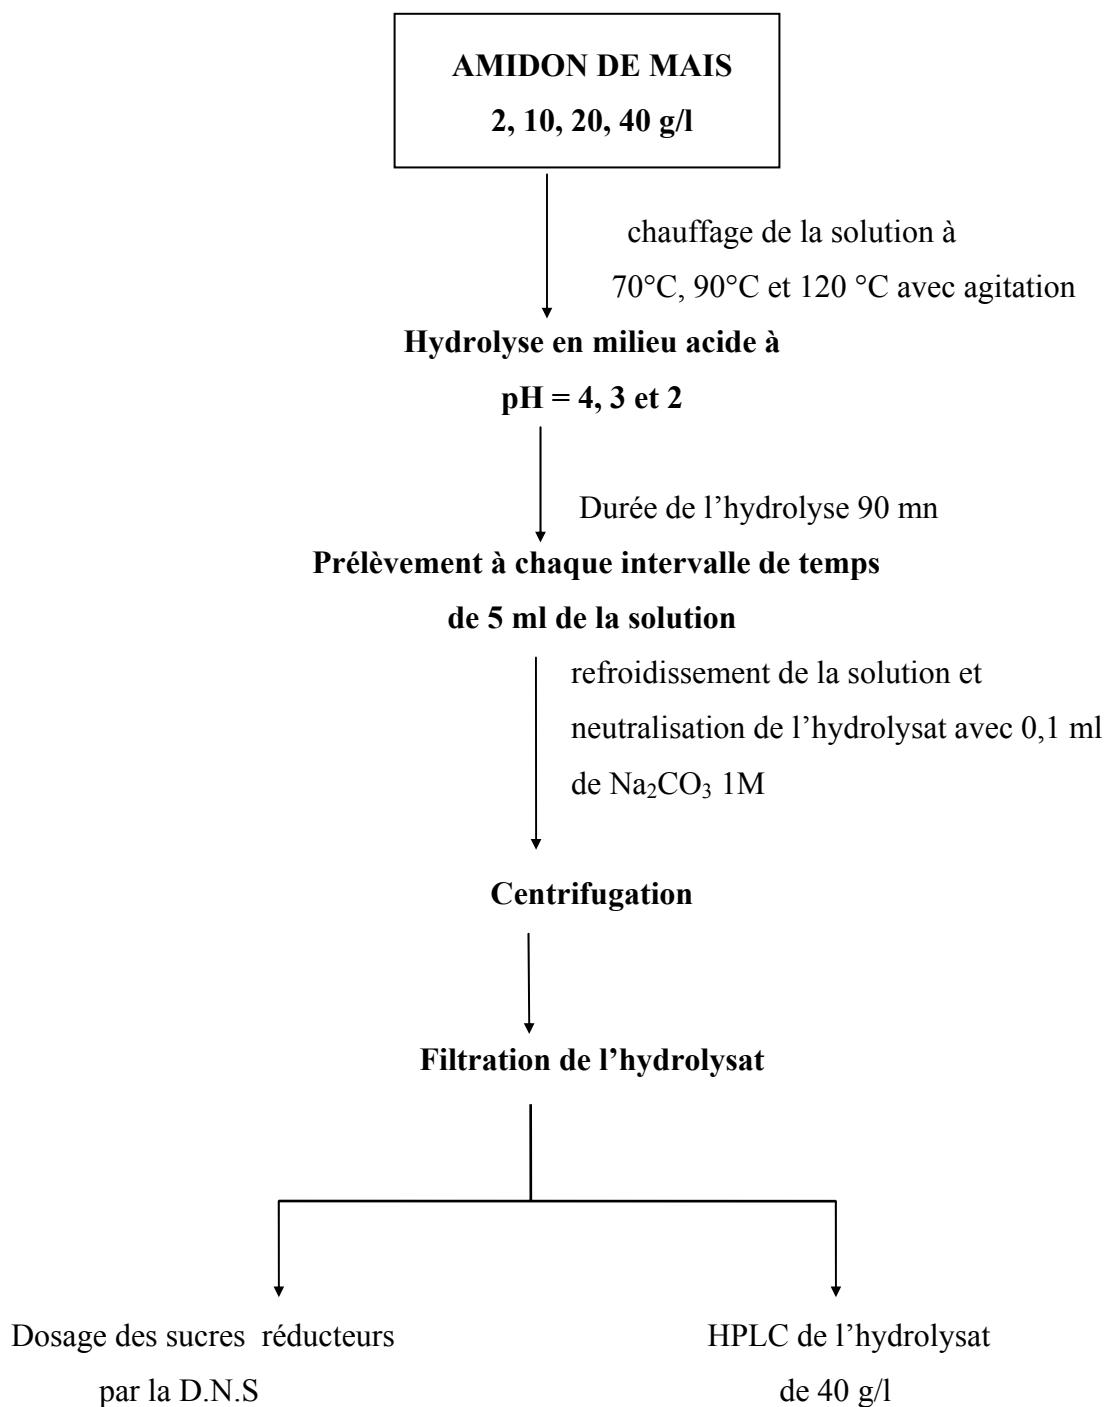 AMIDON DE MAIS
2, 10, 20, 40 g/l
chauffage de la solution à
70°C, 90°C et 120 °C avec agitation
Hydrolyse en milieu acide à
pH = 4, 3 et 2
Durée de l’hydrolyse 90 mn
Prélèvement à chaque intervalle de temps
de 5 ml de la solution
refroidissement de la solution et
neutralisation de l’hydrolysat avec 0,1 ml
de Na₂CO₃ 1M
Centrifugation
Filtration de l’hydrolysat
Dosage des sucres réducteurs
par la D.N.S
HPLC de l’hydrolysat
de 40 g/l